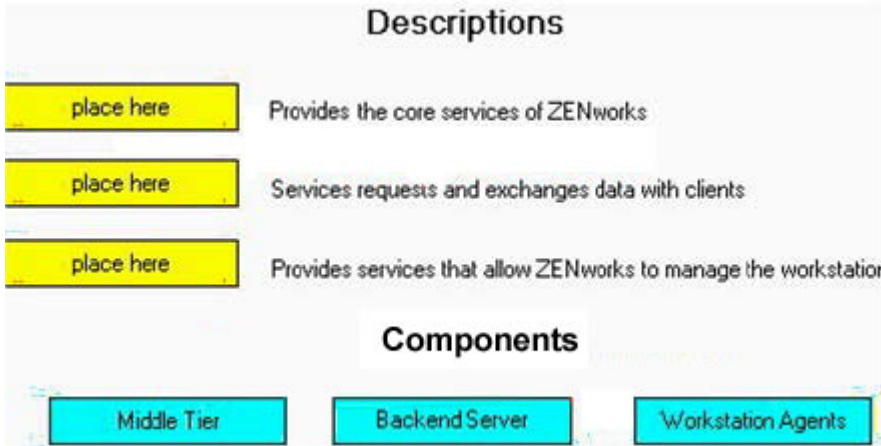 Descriptions
place here Provides the core services of ZENworks
place here Services requests and exchanges data with clients
place here Provides services that allow ZENworks to manage the workstation
Components
Middle Tier Backend Server Workstation Agents